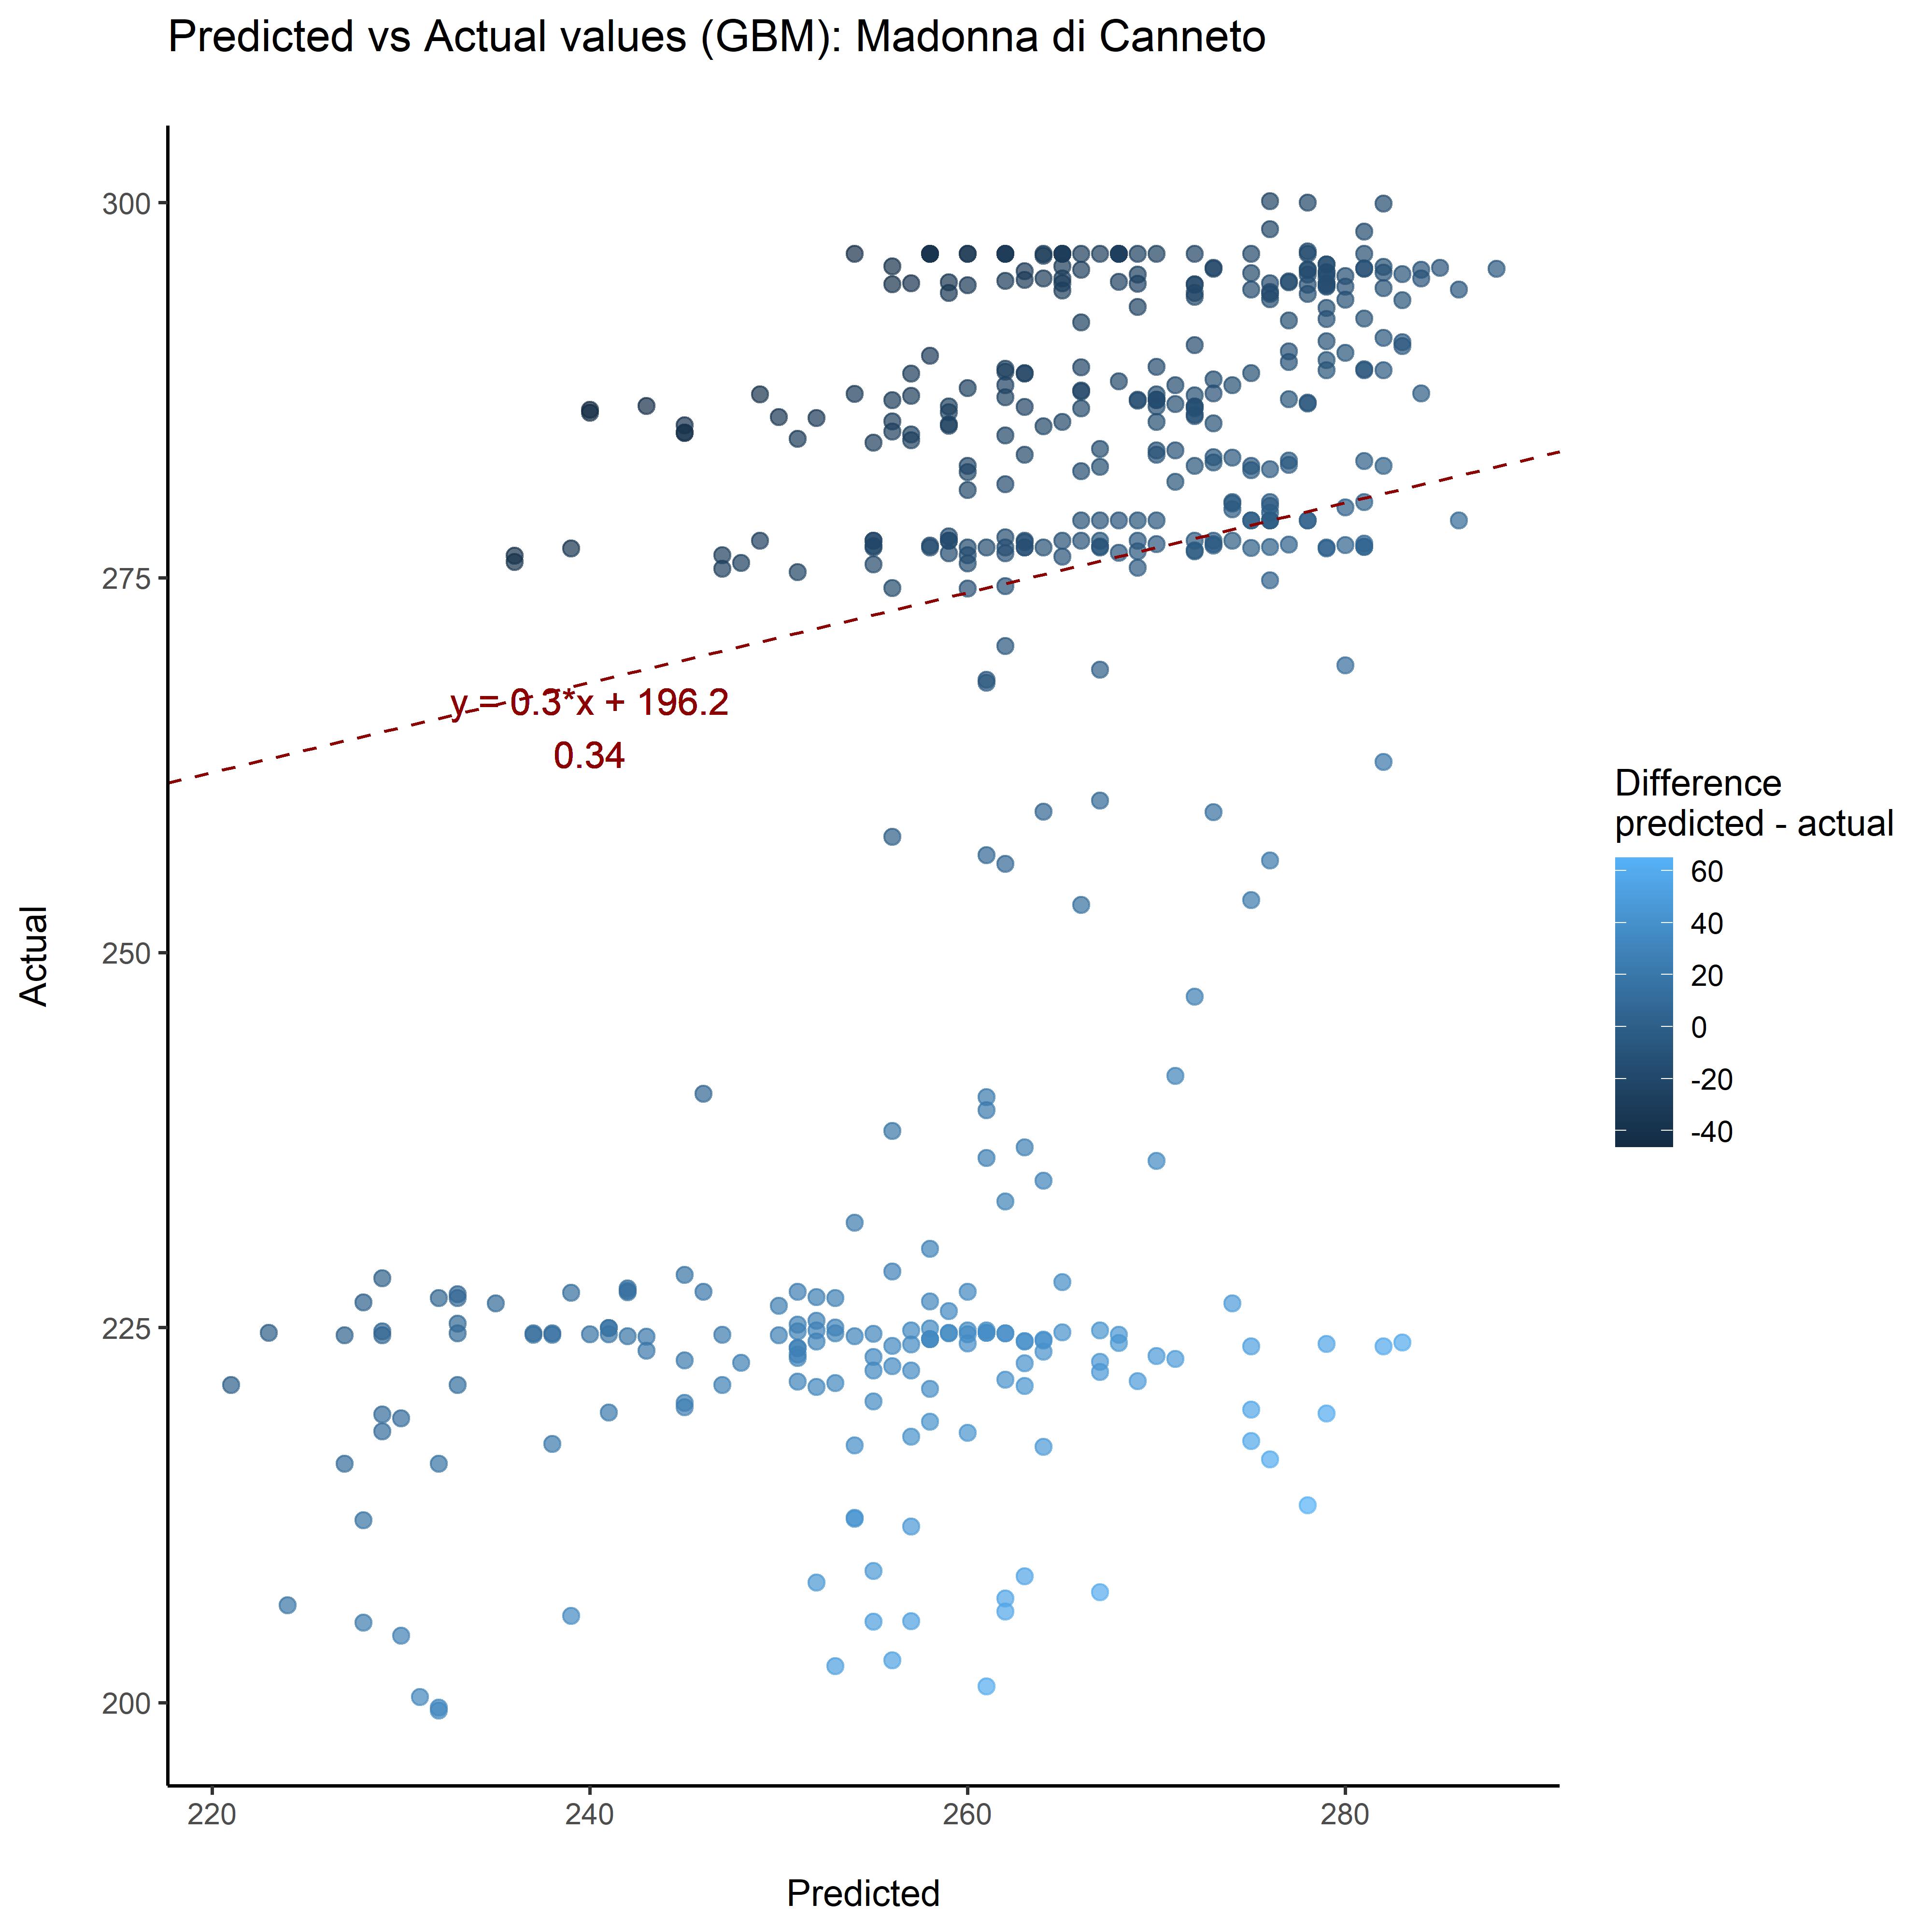 Predicted vs Actual values (GBM): Madonna di Canneto
300
275
250
225
200
Actual
y = 0.3*x + 196.2
0.34
220
240
260
280
Predicted
Difference
predicted - actual
60
40
20
0
-20
-40